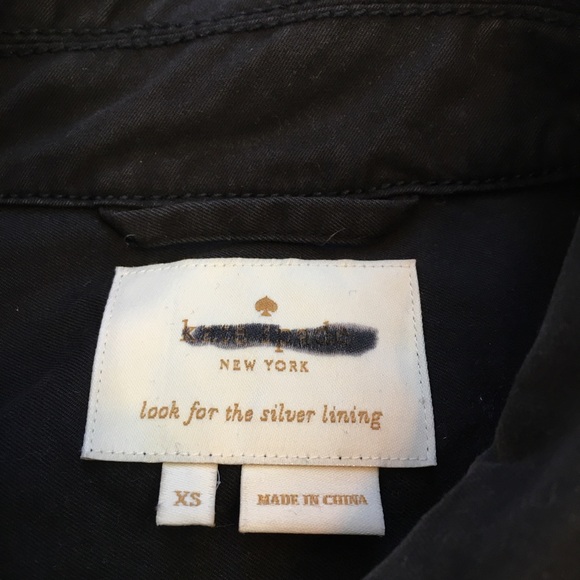 NEW YORK
look for the silver lining
XS
MADE IN CHINA